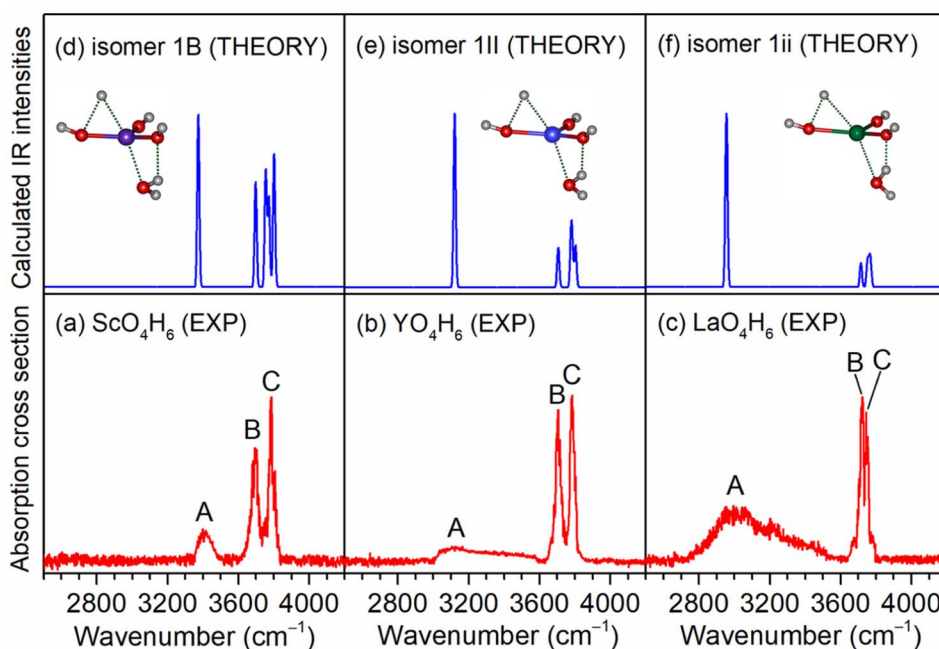 Calculated IR intensities
(d) isomer 1B (THEORY)
(e) isomer 1II (THEORY)
(f) isomer 1ii (THEORY)
Absorption cross section
(a) ScO₄H₆ (EXP)
A
B
C
(b) YO₄H₆ (EXP)
A
B
C
(c) LaO₄H₆ (EXP)
A
B
C
2800 3200 3600 4000
2800 3200 3600 4000
2800 3200 3600 4000
Wavenumber (cm⁻¹)
Wavenumber (cm⁻¹)
Wavenumber (cm⁻¹)